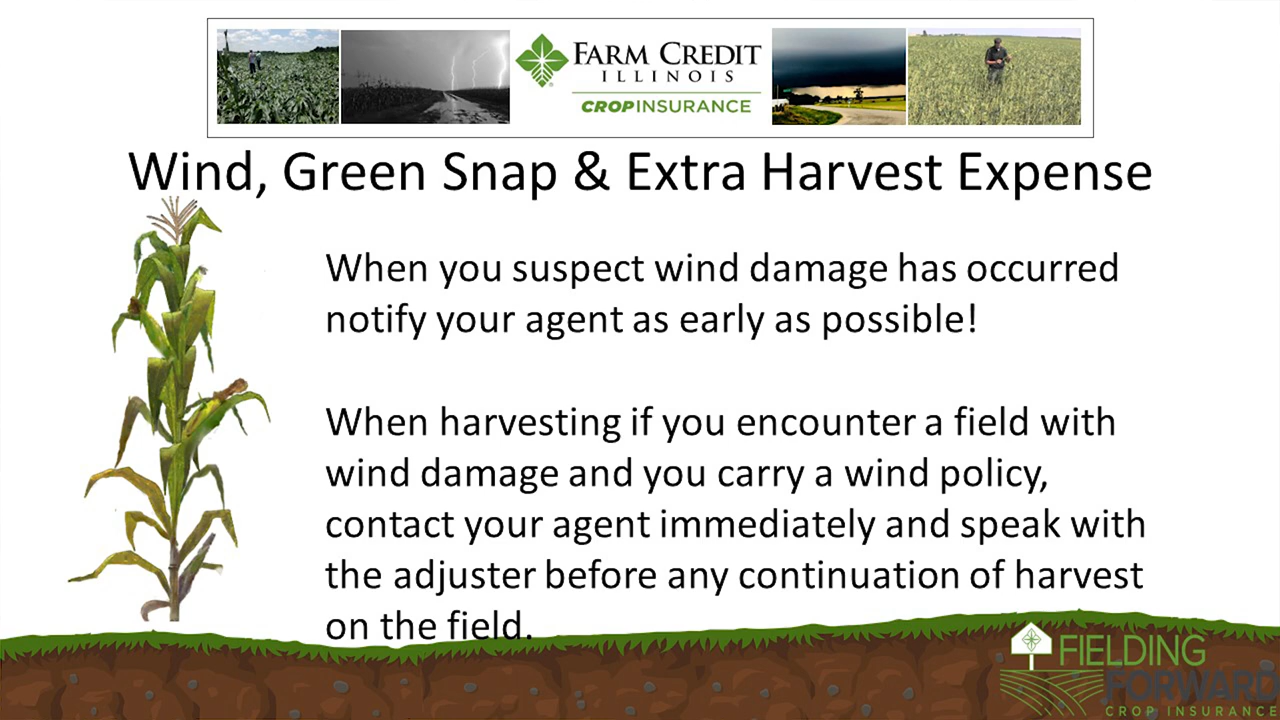 FARM CREDIT
ILLINOIS
CROPINSURANCE
Wind, Green Snap & Extra Harvest Expense
When you suspect wind damage has occurred
notify your agent as early as possible!
When harvesting if you encounter a field with
wind damage and you carry a wind policy,
contact your agent immediately and speak with
the adjuster before any continuation of harvest
on the field.
FIELDING
FORWARD
CROP INSURANCE